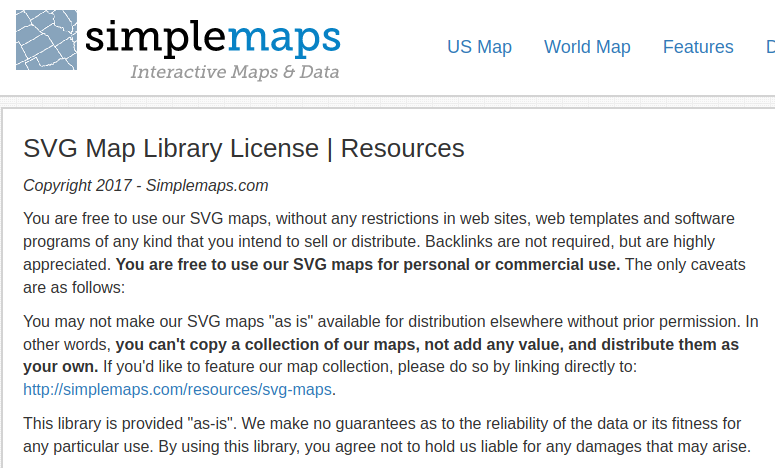 simplemaps
Interactive Maps & Data
US Map World Map Features D
SVG Map Library License | Resources
Copyright 2017 - Simplemaps.com
You are free to use our SVG maps, without any restrictions in web sites, web templates and software
programs of any kind that you intend to sell or distribute. Backlinks are not required, but are highly
appreciated. You are free to use our SVG maps for personal or commercial use. The only caveats
are as follows:
You may not make our SVG maps "as is" available for distribution elsewhere without prior permission. In
other words, you can't copy a collection of our maps, not add any value, and distribute them as
your own. If you'd like to feature our map collection, please do so by linking directly to:
http://simplemaps.com/resources/svg-maps.
This library is provided "as-is". We make no guarantees as to the reliability of the data or its fitness for
any particular use. By using this library, you agree not to hold us liable for any damages that may arise.